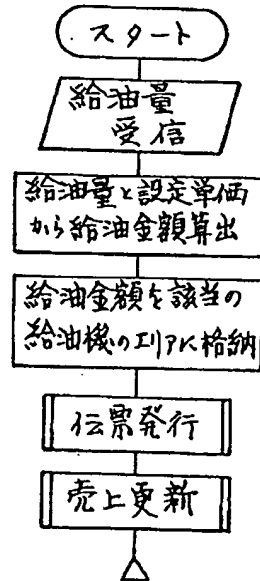 スタート
給油量
受信
給油量と設定単価
から給油金額算出
給油金額を該当の
給油機のエリアに格納
伝票発行
売上更新